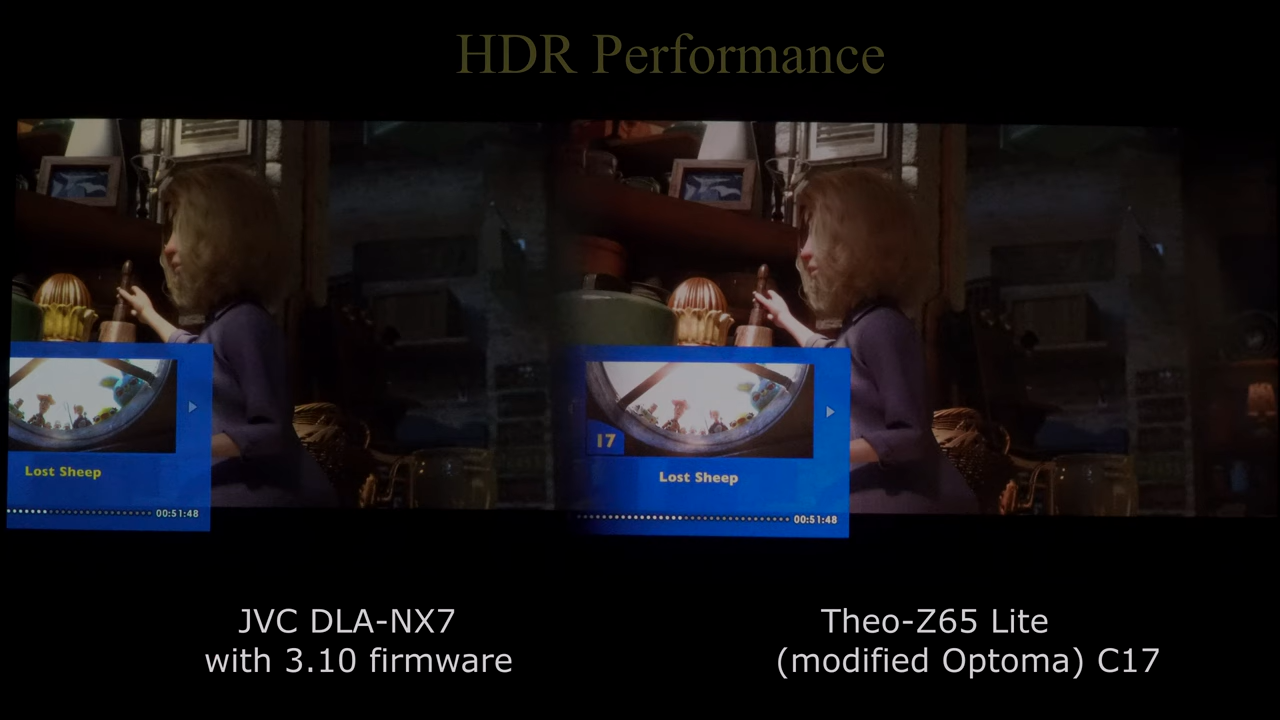 HDR Performance
17
Lost Sheep
00:51:48
Lost Sheep
00:51:48
JVC DLA-NX7
with 3.10 firmware
Theo-Z65 Lite
(modified Optoma) C17